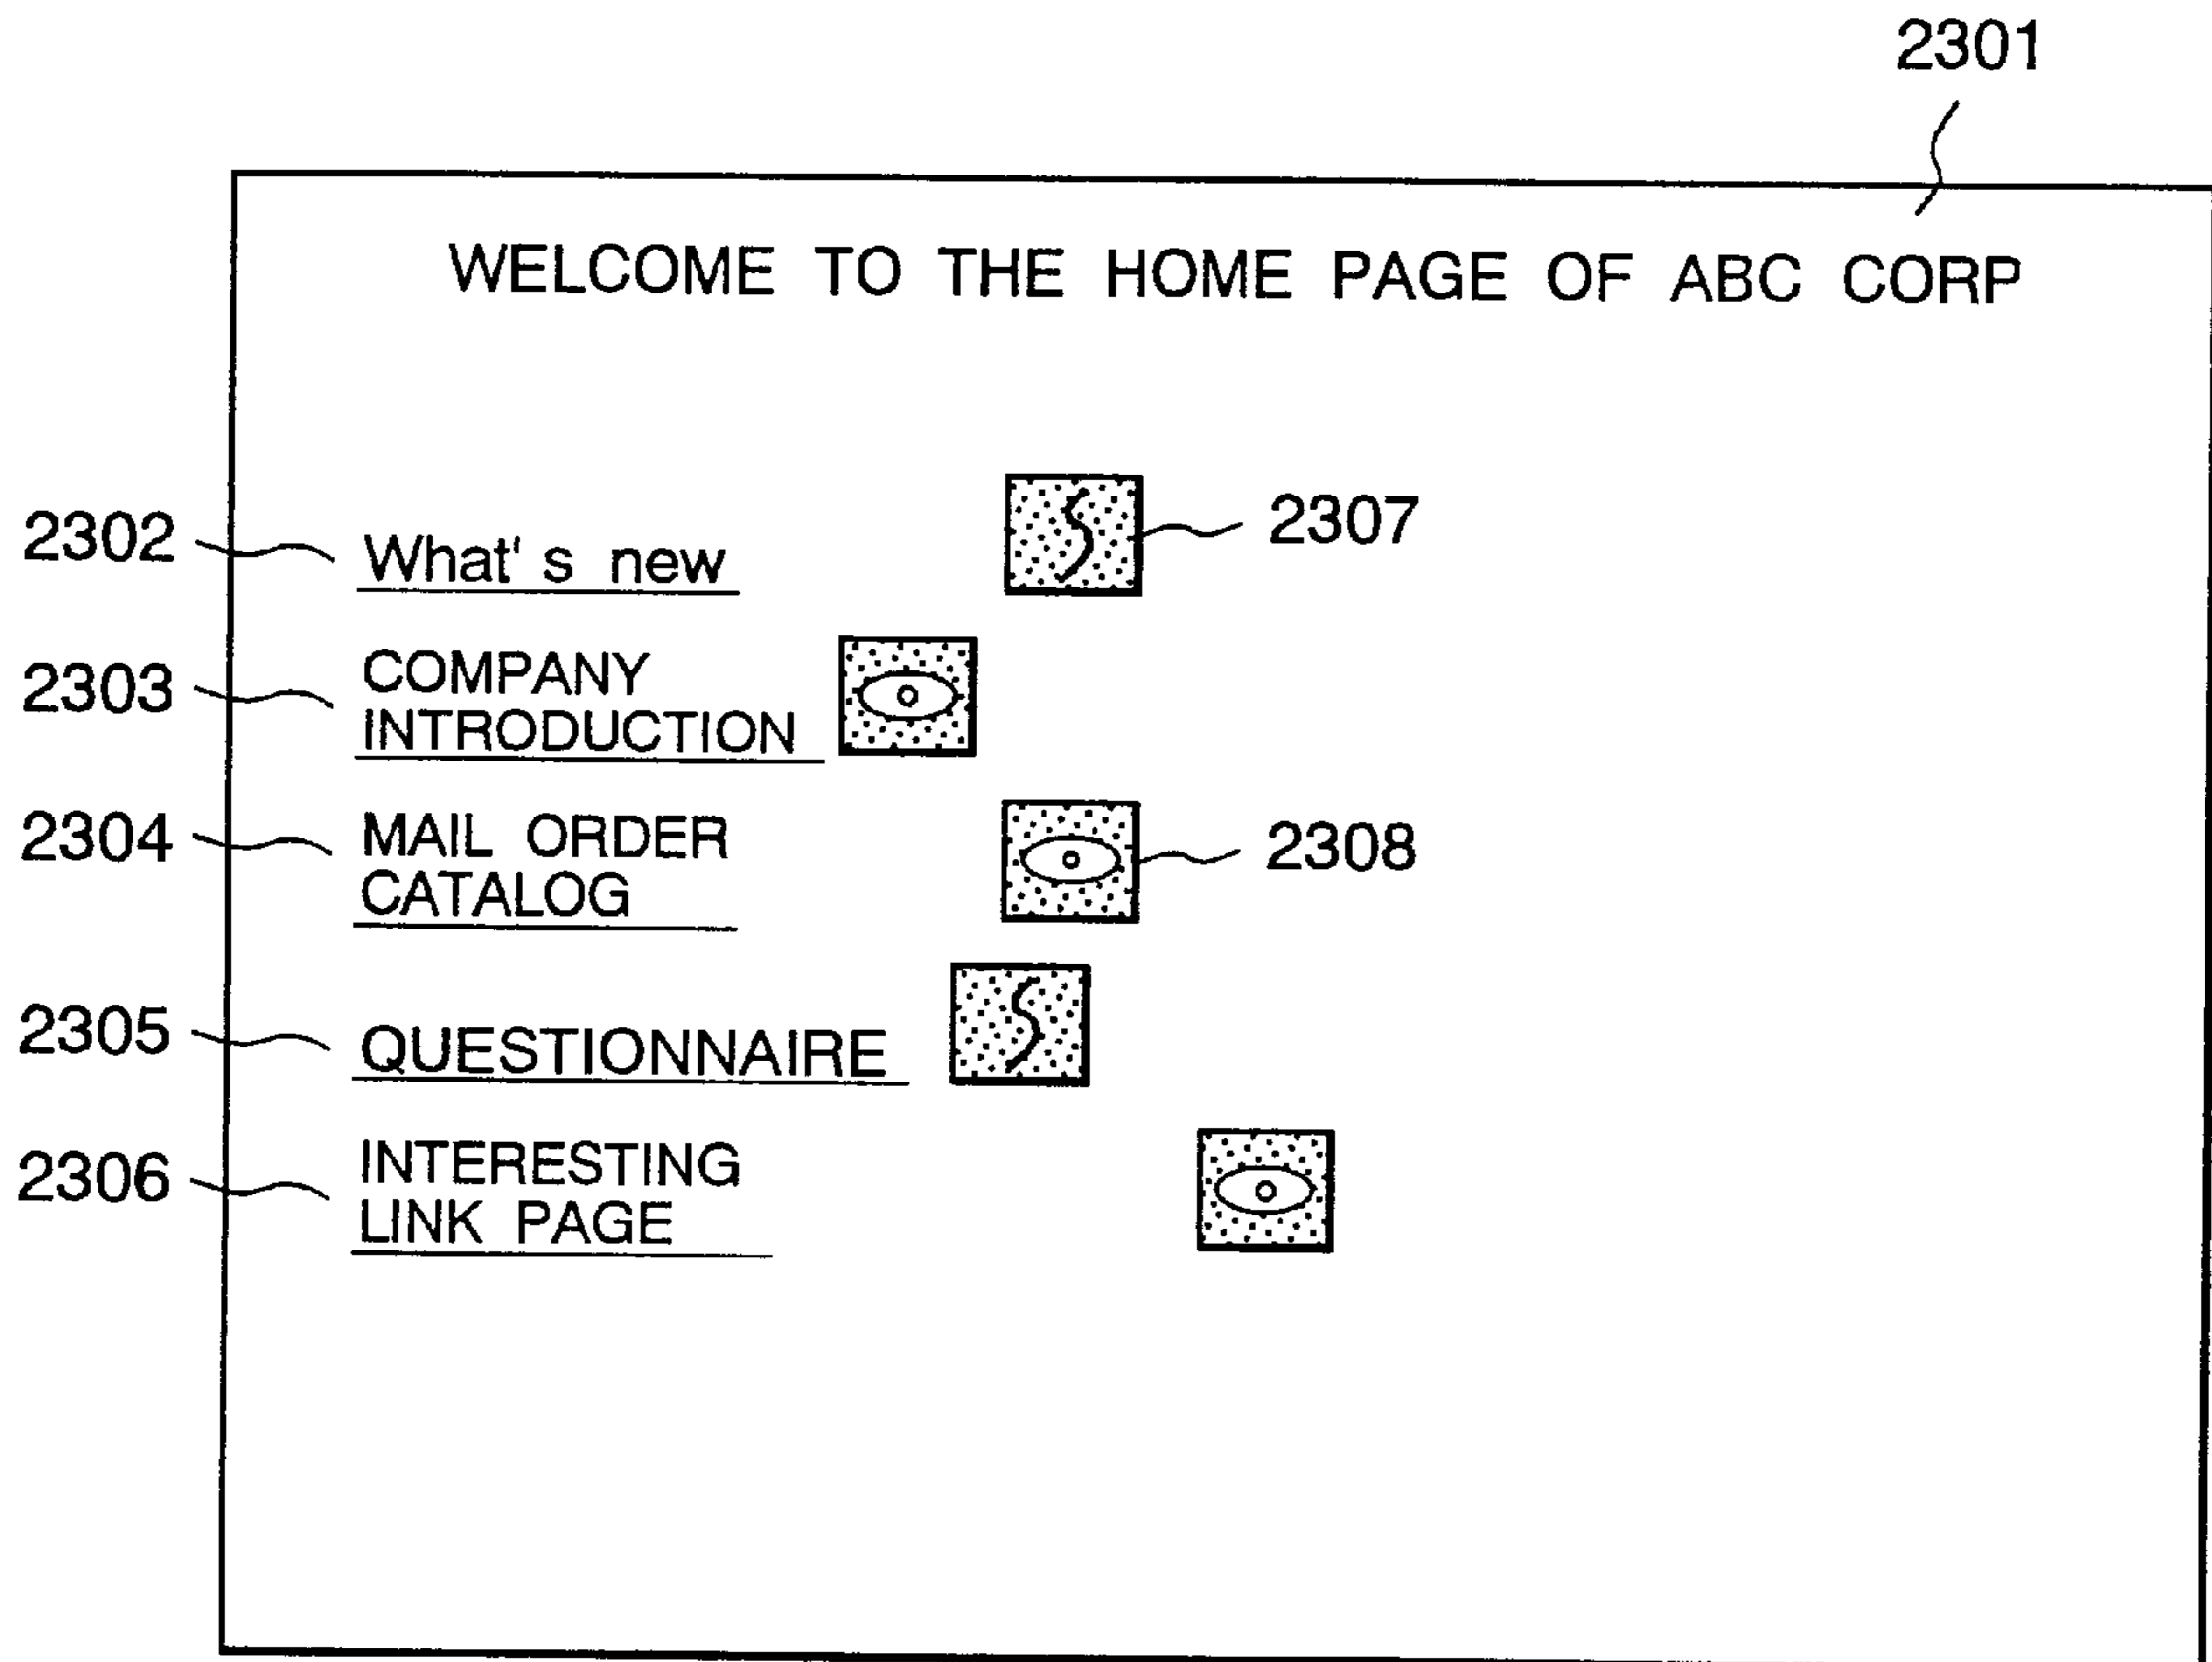 2301
WELCOME TO THE HOME PAGE OF ABC CORP
2302 What's new 2307
2303 COMPANY
INTRODUCTION
2304 MAIL ORDER 2308
CATALOG
2305 QUESTIONNAIRE
2306 INTERESTING
LINK PAGE